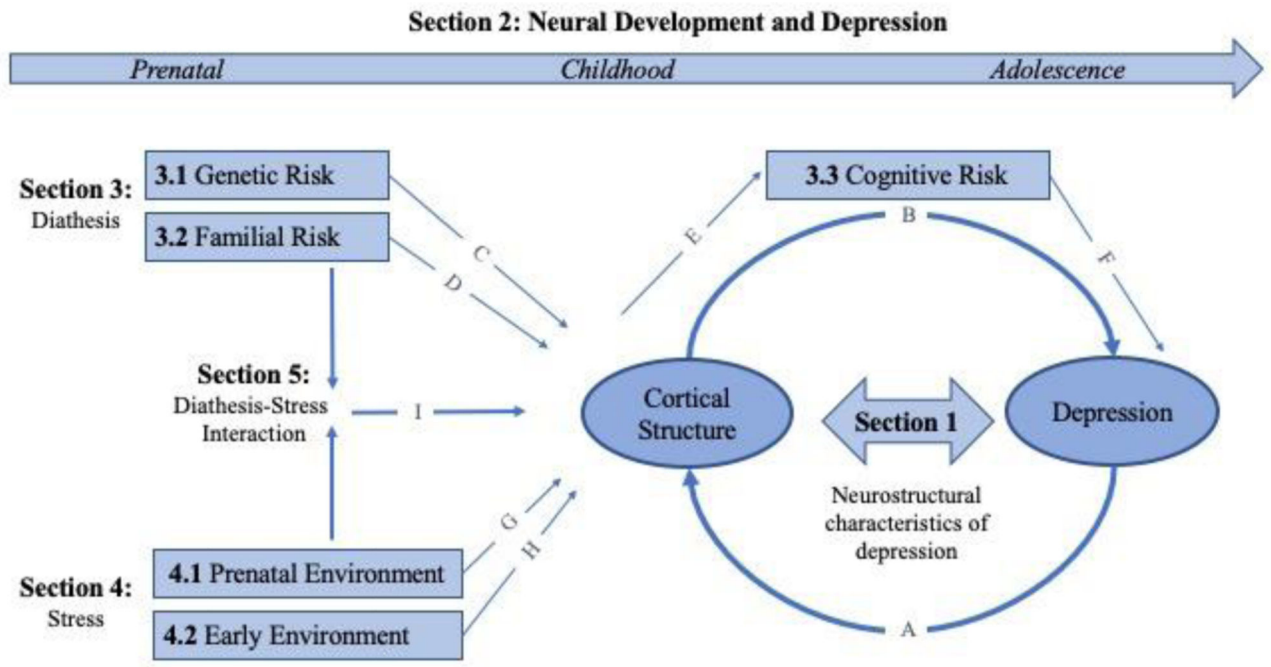 Section 2: Neural Development and Depression
Prenatal
Childhood
Adolescence
Section 3:
Diathesis
3.1 Genetic Risk
3.2 Familial Risk
C
D
E
3.3 Cognitive Risk
B
F
Section 5:
Diathesis-Stress
Interaction
I
Cortical
Structure
Section 1
Depression
Neurostructural
characteristics of
depression
G
H
A
Section 4:
Stress
4.1 Prenatal Environment
4.2 Early Environment